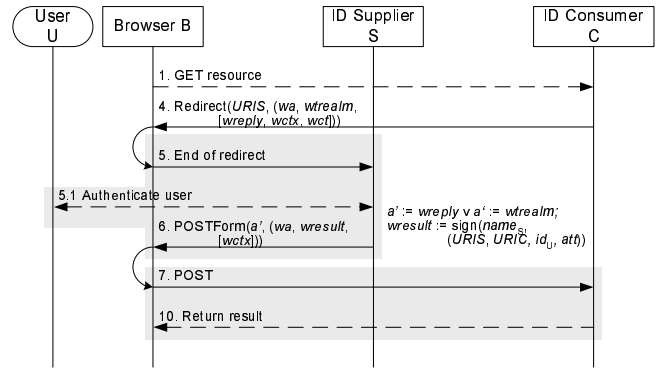 User
U
Browser B
ID Supplier
S
ID Consumer
C
1. GET resource
4. Redirect(URIS, (wa, wtrealm,
[wreply, wctx, wct]))
5. End of redirect
5.1 Authenticate user
6. POSTForm(a’, (wa, wresult,
[wctx]))
a’ := wreply v a‘ := wtrealm;
wresult := sign(nameS,
(URIS, URIC, idU, att))
7. POST
10. Return result